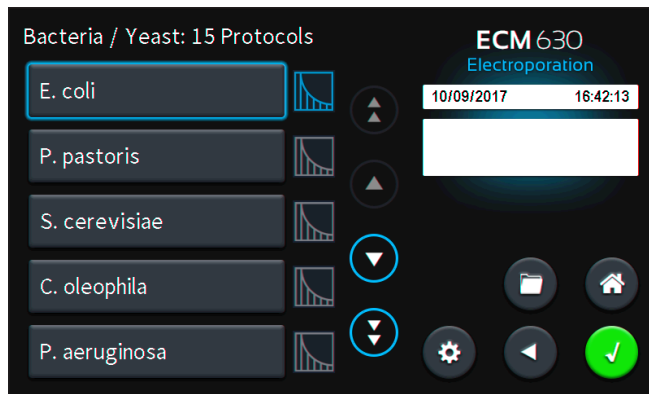 Bacteria / Yeast: 15 Protocols
E. coli
P. pastoris
S. cerevisiae
C. oleophila
P. aeruginosa
ECM 630
Electroporation
10/09/2017 16:42:13